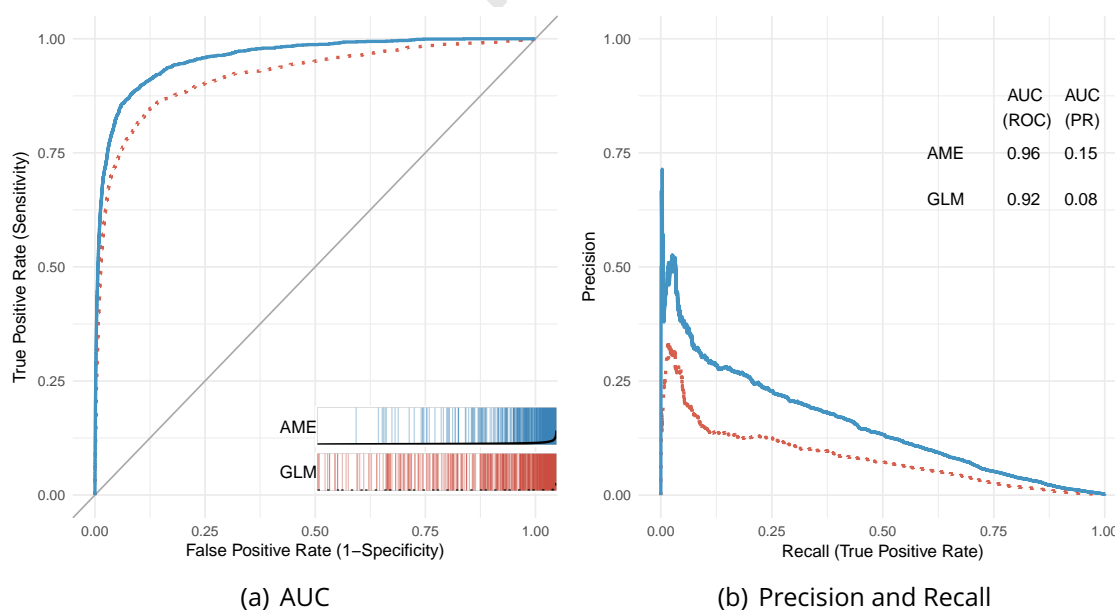 1.00
0.75
0.50
0.25
0.00
True Positive Rate (Sensitivity)
AME
GLM
0.00 0.25 0.50 0.75 1.00
False Positive Rate (1−Specificity)
(a) AUC
1.00
0.75
0.50
0.25
0.00
Precision
AUC AUC
(ROC) (PR)
AME 0.96 0.15
GLM 0.92 0.08
0.00 0.25 0.50 0.75 1.00
Recall (True Positive Rate)
(b) Precision and Recall